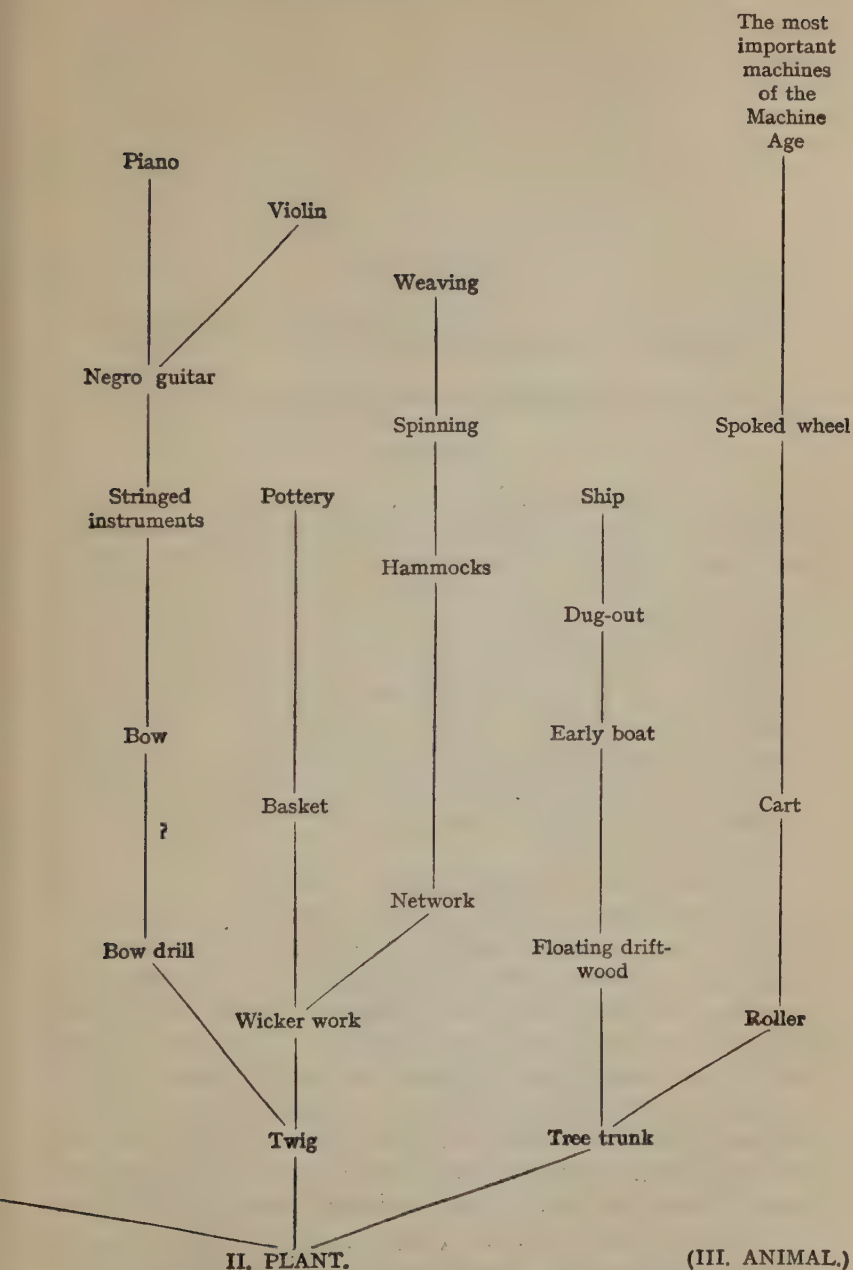 The most
important
machines
of the
Machine
Age
Piano
Violin
Weaving
Negro guitar
Spinning
Spoked wheel
Stringed
instruments
Pottery
Ship
Hammocks
Dug-out
Bow
Early boat
Basket
Cart
?
Network
Bow drill
Floating drift-
wood
Wicker work
Roller
Twig
Tree trunk
II. PLANT.
(III. ANIMAL.)